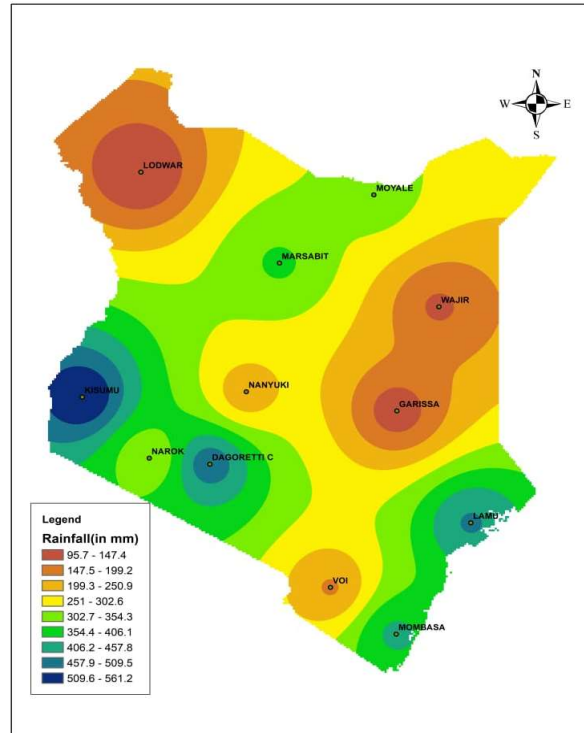 N
W E
S
LODWAR
MOYALE
MARSABIT
WAJIR
NANYUKI
KISUMU
GARISSA
NAROK
DAGORETTI C
LAMU
VOI
MOMBASA
Legend
Rainfall(in mm)
95.7 - 147.4
147.5 - 199.2
199.3 - 250.9
251 - 302.6
302.7 - 354.3
354.4 - 406.1
406.2 - 457.8
457.9 - 509.5
509.6 - 561.2